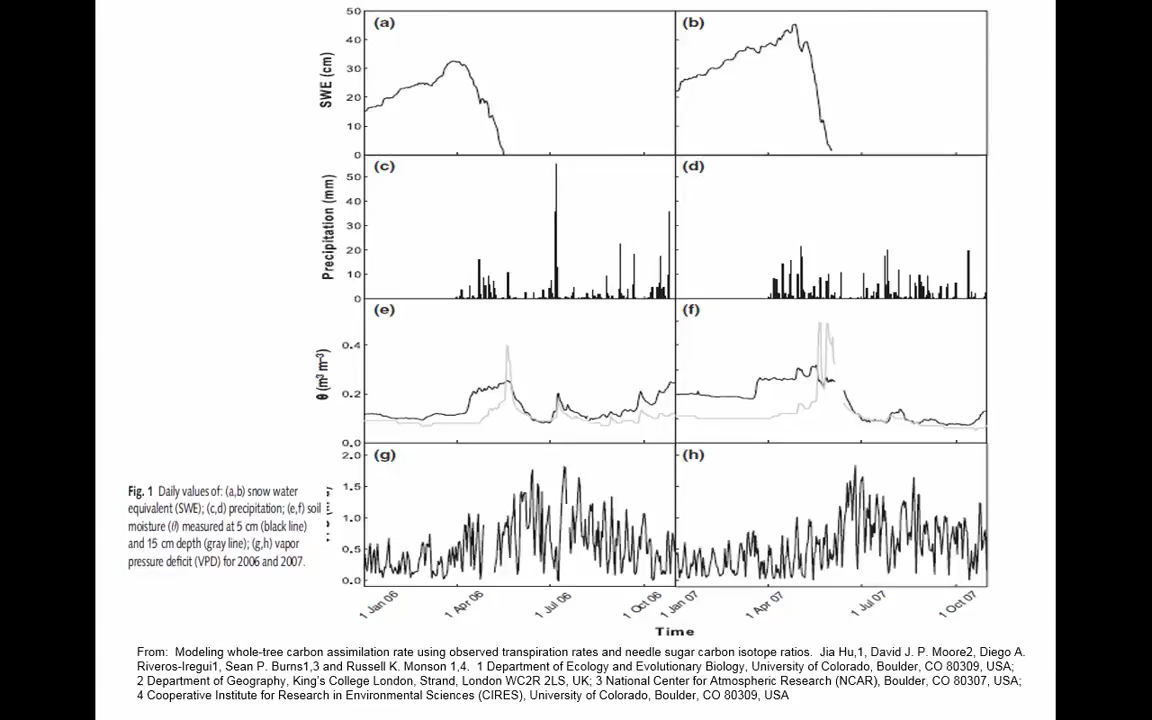 50
(a)
(b)
40
30
20
10
0
SWE (cm)
(c)
(d)
50
40
30
20
10
0
Precipitation (mm)
(e)
(f)
0.4
0.2
0.0
θ (m³ m⁻³)
(g)
(h)
2.0
1.5
1.0
0.5
0.0
1 Jan 06
1 Apr 06
1 Jul 06
1 Oct 06
1 Jan 07
1 Apr 07
1 Jul 07
1 Oct 07
Time
Fig. 1 Daily values of: (a,b) snow water
equivalent (SWE); (c,d) precipitation; (e,f) soil
moisture (θ) measured at 5 cm (black line)
and 15 cm depth (gray line); (g,h) vapor
pressure deficit (VPD) for 2006 and 2007.
From: Modeling whole-tree carbon assimilation rate using observed transpiration rates and needle sugar carbon isotope ratios. Jia Hu,1, David J. P. Moore2, Diego A.
Riveros-Iregui1, Sean P. Burns1,3 and Russell K. Monson 1,4. 1 Department of Ecology and Evolutionary Biology, University of Colorado, Boulder, CO 80309, USA;
2 Department of Geography, King's College London, Strand, London WC2R 2LS, UK; 3 National Center for Atmospheric Research (NCAR), Boulder, CO 80307, USA;
4 Cooperative Institute for Research in Environmental Sciences (CIRES), University of Colorado, Boulder, CO 80309, USA